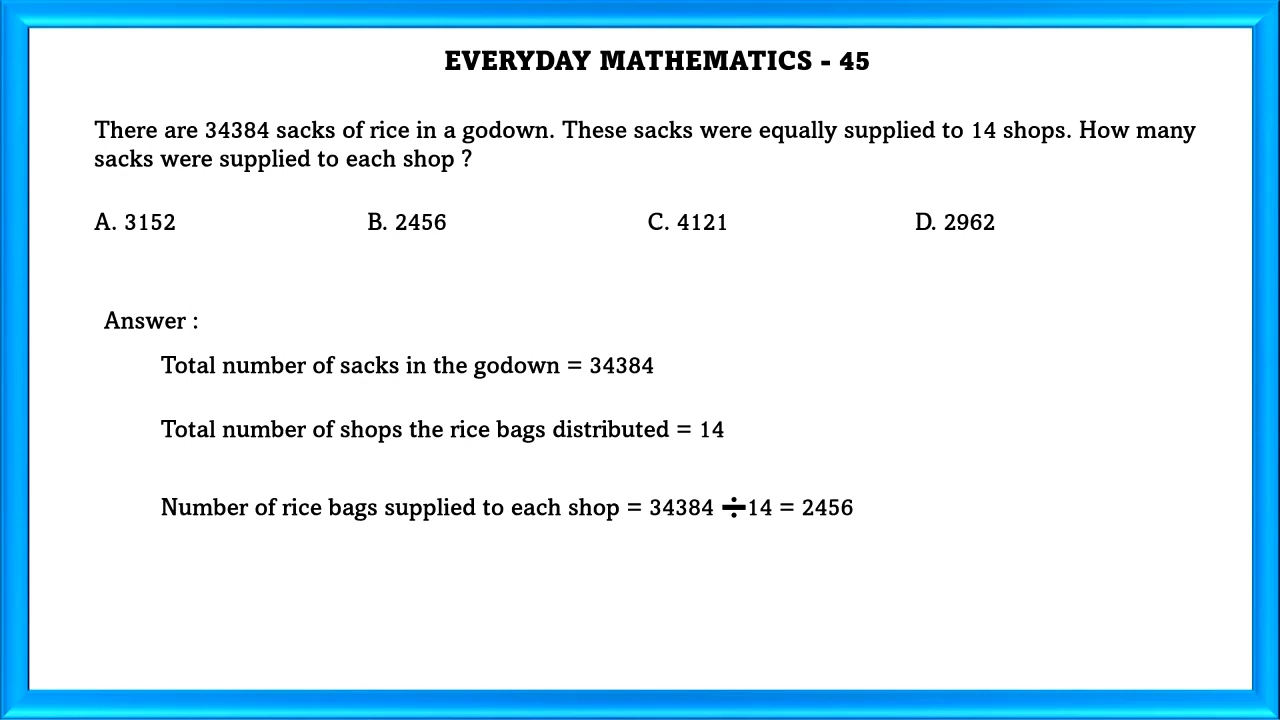 EVERYDAY MATHEMATICS - 45
There are 34384 sacks of rice in a godown. These sacks were equally supplied to 14 shops. How many
sacks were supplied to each shop ?
A. 3152 B. 2456 C. 4121 D. 2962
Answer :
Total number of sacks in the godown = 34384
Total number of shops the rice bags distributed = 14
Number of rice bags supplied to each shop = 34384 ÷14 = 2456